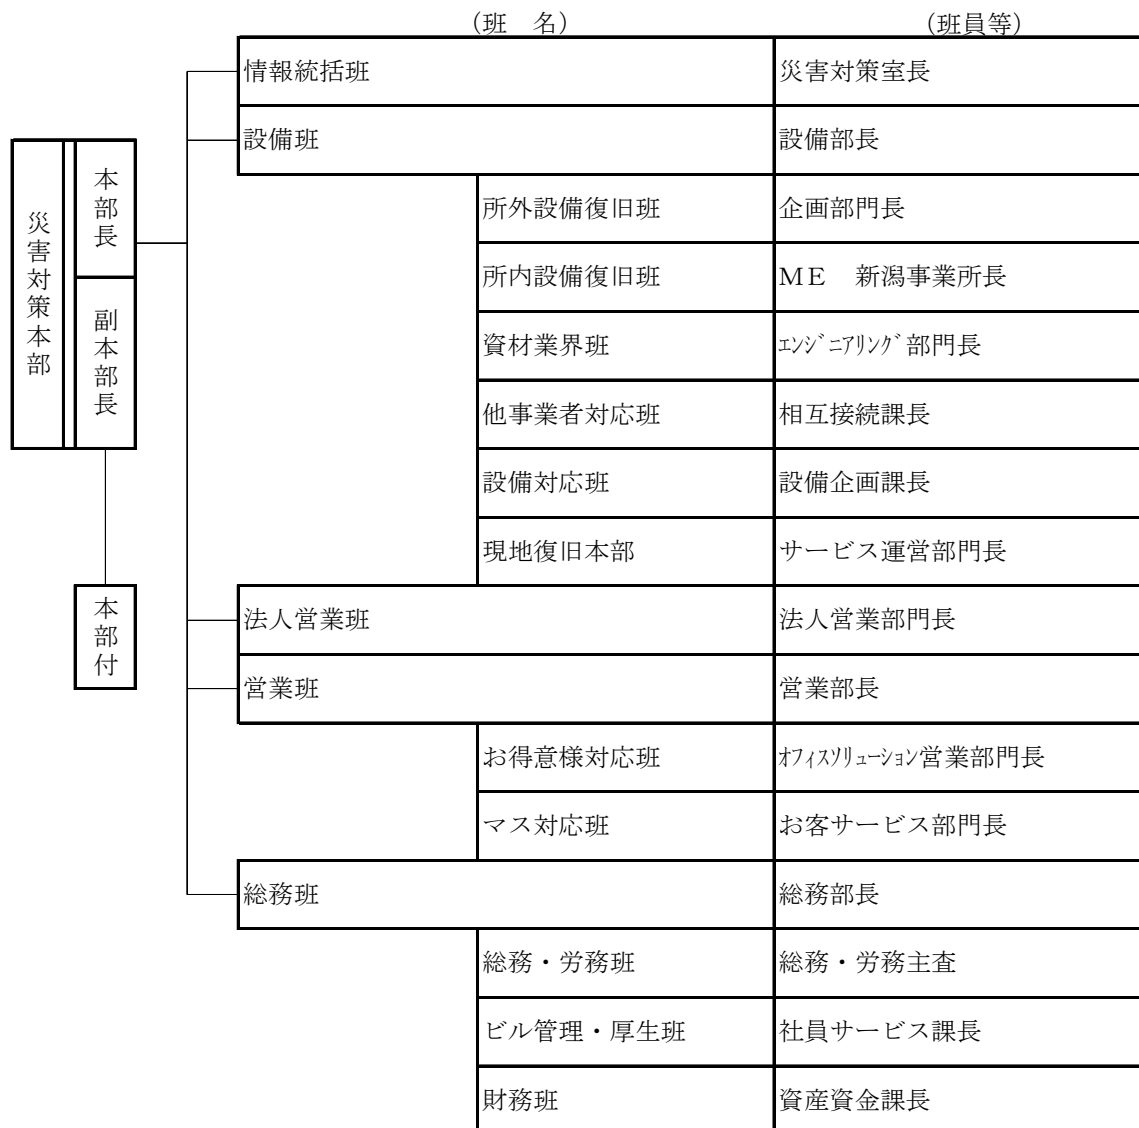 (班　名)　(班員等)
情報統括班　災害対策室長
設備班　設備部長
災害対策本部
本部長
副本部長
本部付
所外設備復旧班　企画部門長
所内設備復旧班　ＭＥ　新潟事業所長
資材業界班　ｴﾝｼﾞﾆｱﾘﾝｸﾞ部門長
他事業者対応班　相互接続課長
設備対応班　設備企画課長
現地復旧本部　サービス運営部門長
法人営業班　法人営業部門長
営業班　営業部長
お得意様対応班　ｵﾌｨｽｿﾘｭｰｼｮﾝ営業部門長
マス対応班　お客サービス部門長
総務班　総務部長
総務・労務班　総務・労務主査
ビル管理・厚生班　社員サービス課長
財務班　資産資金課長